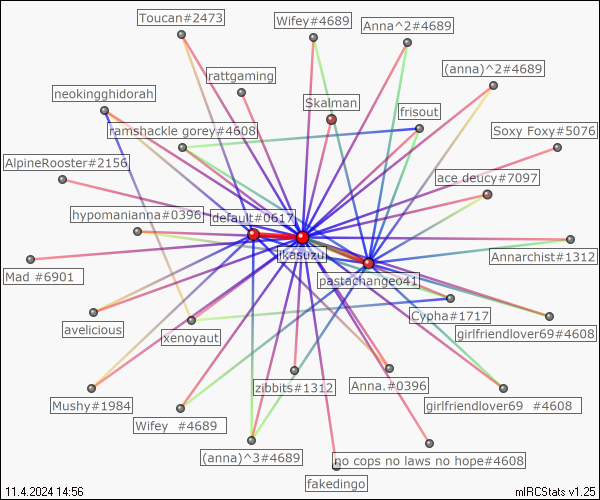 Toucan#2473
Wifey#4689
Anna^2#4689
(anna)^2#4689
rattgaming
neokingghidorah
Skalman
frisout
ramshackle gorey#4608
Soxy Foxy#5076
AlpineRooster#2156
ace deucy#7097
hypomanianna#0396
default#0617
jkasuzuj
Annarchist#1312
Mad #6901
pastachangeo41
Cypha#1717
avelicious
xenoyaut
girlfriendlover69#4608
zibbits#1312
Anna.#0396
Mushy#1984
girlfriendlover69 #4608
Wifey #4689
(anna)^3#4689
no cops no laws no hope#4608
fakedingo
11.4.2024 14:56
mIRCStats v1.25